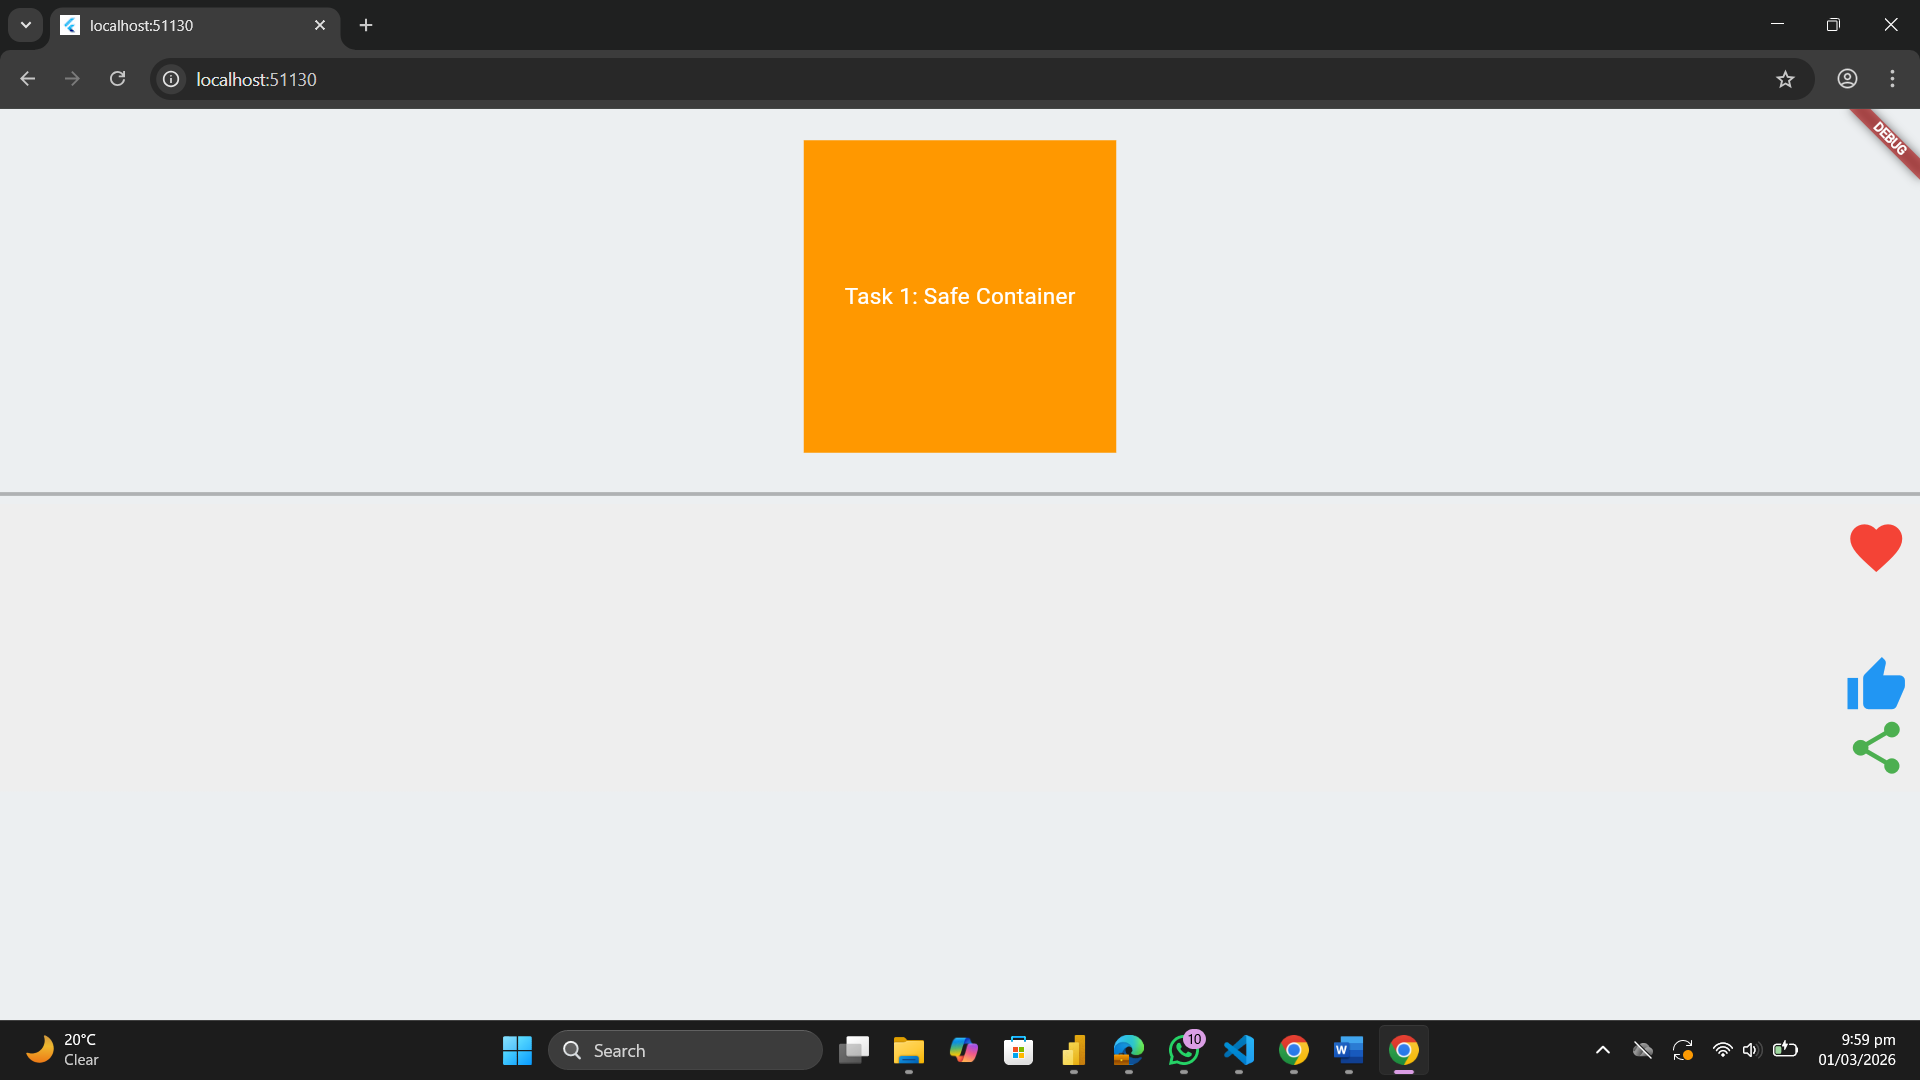 localhost:51130
localhost:51130
DEBUG
Task 1: Safe Container
20°C
Clear
Search
10
W
9:59 pm
01/03/2026